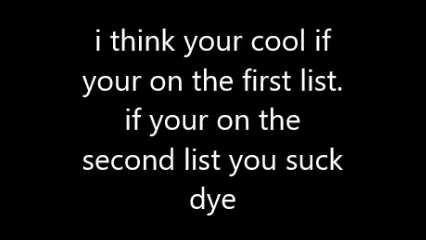 i think your cool if
your on the first list.
if your on the
second list you suck
dye